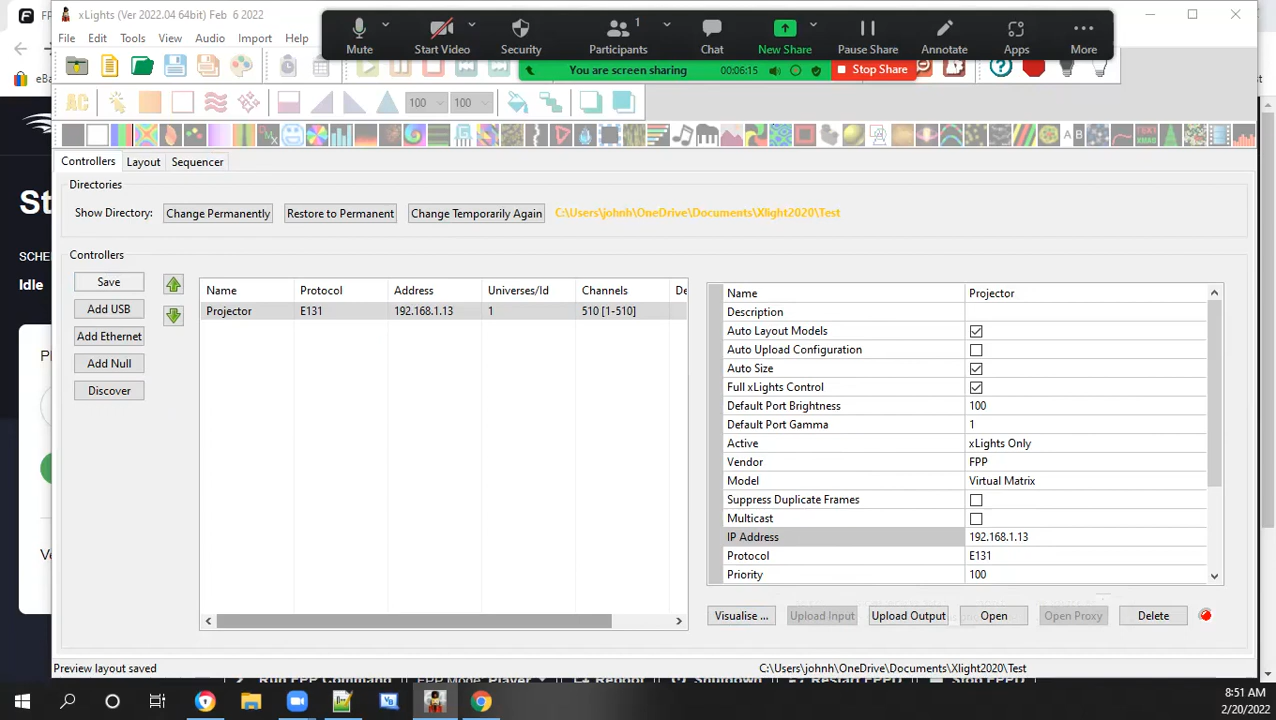 FP
xLights (Ver 2022.04 64bit) Feb 6 2022
File Edit Tools View Audio Import Help
Mute Start Video Security Participants 1 Chat New Share Pause Share Annotate Apps More
You are screen sharing 00:06:15 Stop Share
eBa
AC 100 100
Controllers Layout Sequencer
Directories
St
Show Directory: Change Permanently Restore to Permanent Change Temporarily Again C:\Users\johnh\OneDrive\Documents\Xlight2020\Test
SCHE
Controllers
Idle
Save
Add USB
Add Ethernet
Add Null
Discover
Name Protocol Address Universes/Id Channels De
Projector E131 192.168.1.13 1 510 [1-510]
Name Projector
Description
Auto Layout Models
Auto Upload Configuration
Auto Size
Full xLights Control
Default Port Brightness 100
Default Port Gamma 1
Active xLights Only
Vendor FPP
Model Virtual Matrix
Suppress Duplicate Frames
Multicast
IP Address 192.168.1.13
Protocol E131
Priority 100
Visualise ... Upload Input Upload Output Open Open Proxy Delete
Preview layout saved C:\Users\johnh\OneDrive\Documents\Xlight2020\Test
8:51 AM
2/20/2022